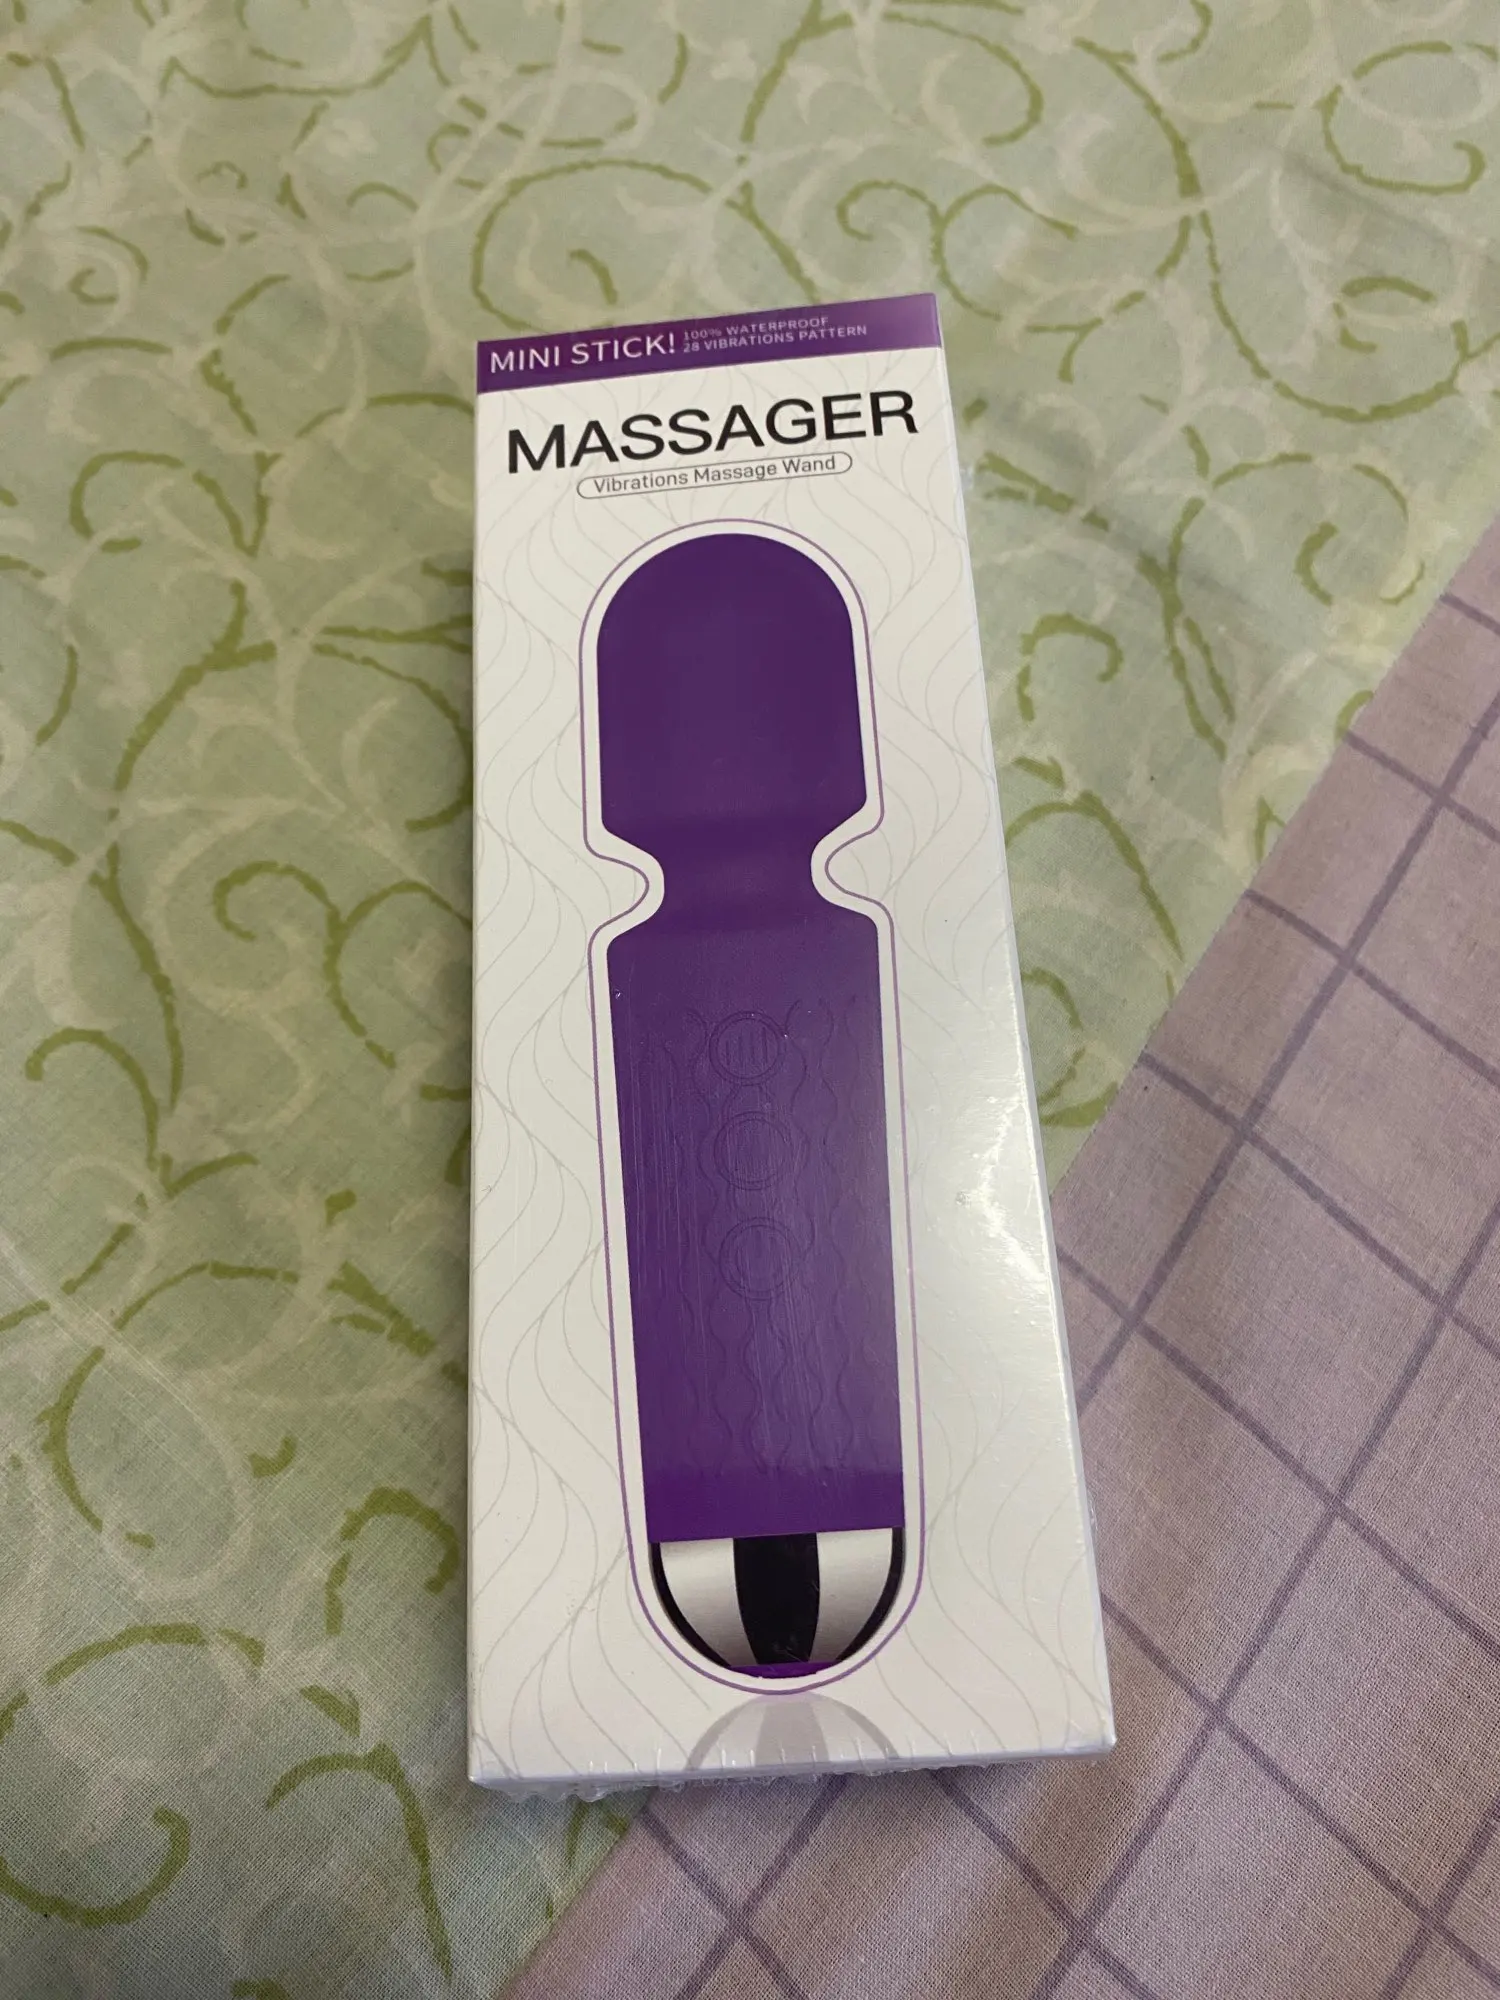 MINI STICK!
100% WATERPROOF
28 VIBRATIONS PATTERN
MASSAGER
Vibrations Massage Wand